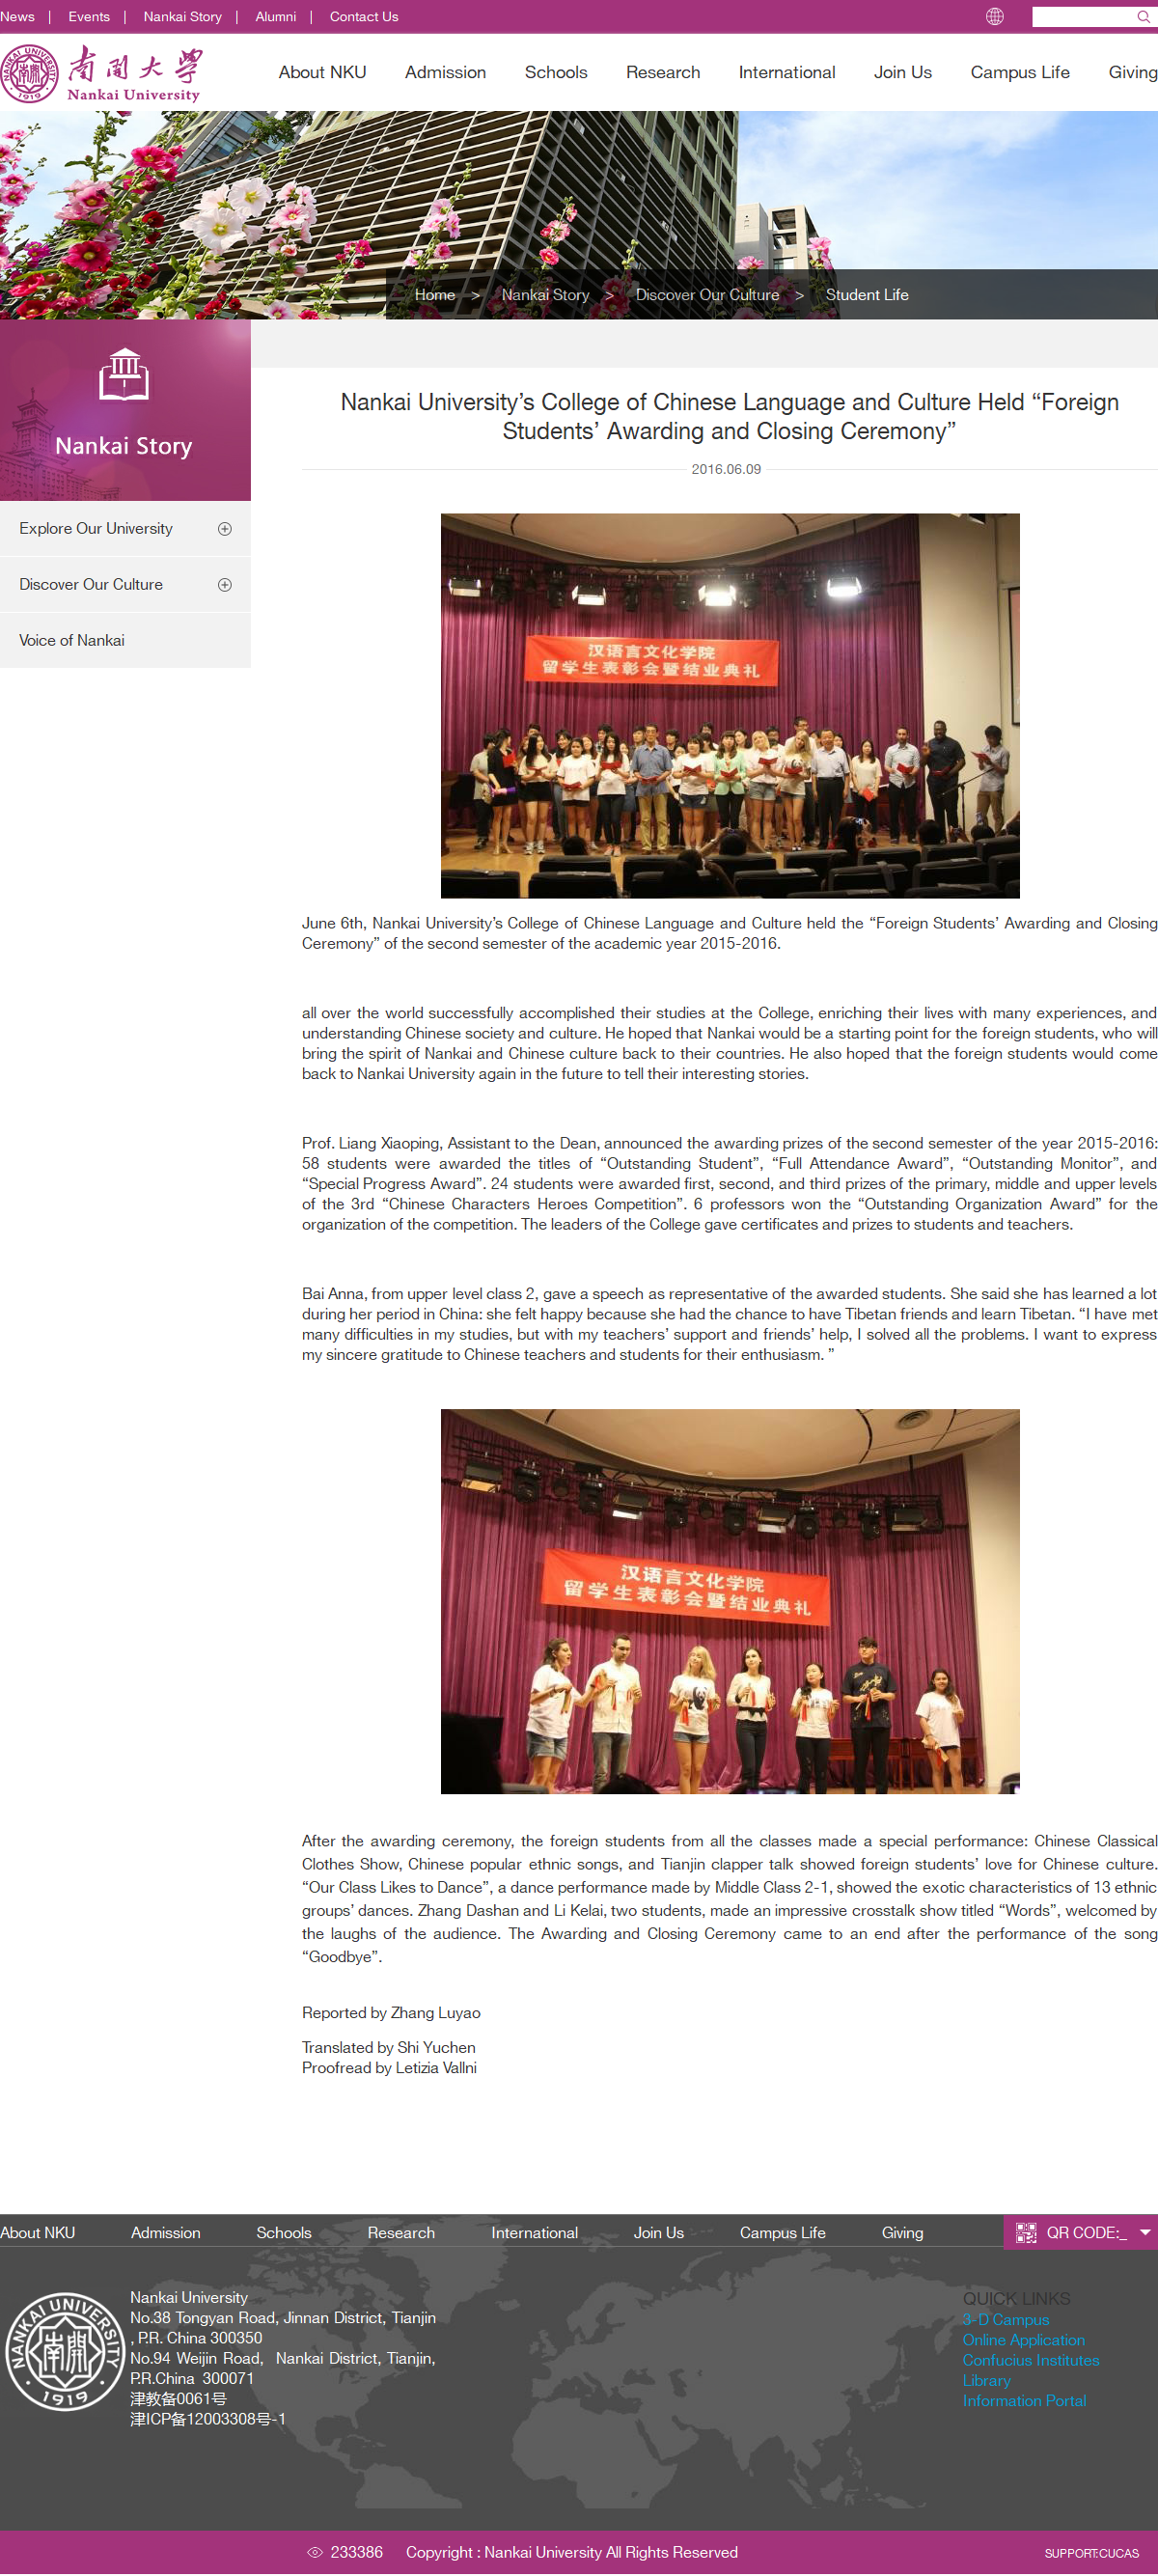 News | Events | Nankai Story | Alumni | Contact Us
NANKAI UNIVERSITY
1919
南开大学
Nankai University
About NKU Admission Schools Research International Join Us Campus Life Giving
Home > Nankai Story > Discover Our Culture > Student Life
Nankai Story
Explore Our University
Discover Our Culture
Voice of Nankai
Nankai University’s College of Chinese Language and Culture Held “Foreign
Students’ Awarding and Closing Ceremony”
2016.06.09
汉语言文化学院
留学生表彰会暨结业典礼
June 6th, Nankai University’s College of Chinese Language and Culture held the “Foreign Students’ Awarding and Closing
Ceremony” of the second semester of the academic year 2015-2016.
all over the world successfully accomplished their studies at the College, enriching their lives with many experiences, and
understanding Chinese society and culture. He hoped that Nankai would be a starting point for the foreign students, who will
bring the spirit of Nankai and Chinese culture back to their countries. He also hoped that the foreign students would come
back to Nankai University again in the future to tell their interesting stories.
Prof. Liang Xiaoping, Assistant to the Dean, announced the awarding prizes of the second semester of the year 2015-2016:
58 students were awarded the titles of “Outstanding Student”, “Full Attendance Award”, “Outstanding Monitor”, and
“Special Progress Award”. 24 students were awarded first, second, and third prizes of the primary, middle and upper levels
of the 3rd “Chinese Characters Heroes Competition”. 6 professors won the “Outstanding Organization Award” for the
organization of the competition. The leaders of the College gave certificates and prizes to students and teachers.
Bai Anna, from upper level class 2, gave a speech as representative of the awarded students. She said she has learned a lot
during her period in China: she felt happy because she had the chance to have Tibetan friends and learn Tibetan. “I have met
many difficulties in my studies, but with my teachers’ support and friends’ help, I solved all the problems. I want to express
my sincere gratitude to Chinese teachers and students for their enthusiasm. ”
汉语言文化学院
留学生表彰会暨结业典礼
After the awarding ceremony, the foreign students from all the classes made a special performance: Chinese Classical
Clothes Show, Chinese popular ethnic songs, and Tianjin clapper talk showed foreign students’ love for Chinese culture.
“Our Class Likes to Dance”, a dance performance made by Middle Class 2-1, showed the exotic characteristics of 13 ethnic
groups’ dances. Zhang Dashan and Li Kelai, two students, made an impressive crosstalk show titled “Words”, welcomed by
the laughs of the audience. The Awarding and Closing Ceremony came to an end after the performance of the song
“Goodbye”.
Reported by Zhang Luyao
Translated by Shi Yuchen
Proofread by Letizia Vallni
About NKU Admission Schools Research International Join Us Campus Life Giving QR CODE:_
NANKAI UNIVERSITY
1919
Nankai University
No.38 Tongyan Road, Jinnan District, Tianjin
, P.R. China 300350
No.94 Weijin Road, Nankai District, Tianjin,
P.R.China 300071
津教备0061号
津ICP备12003308号-1
QUICK LINKS
3-D Campus
Online Application
Confucius Institutes
Library
Information Portal
233386 Copyright : Nankai University All Rights Reserved SUPPORT:CUCAS